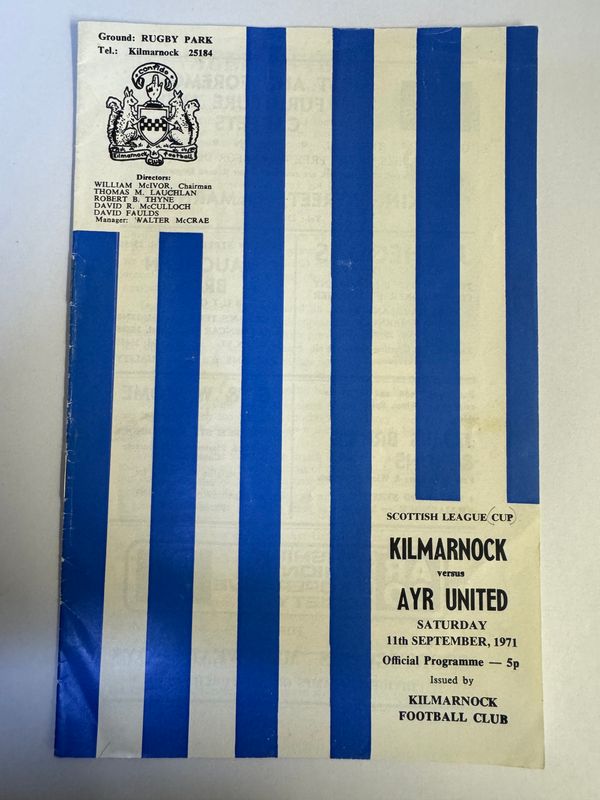 Ground: RUGBY PARK
Tel.: Kilmarnock 25184
Confidemus
Kilmarnock Football
Club
Directors:
WILLIAM McIVOR, Chairman
THOMAS M. LAUCHLAN
ROBERT B. THYNE
DAVID R. McCULLOCH
DAVID FAULDS
Manager: WALTER McCRAE
SCOTTISH LEAGUE CUP
KILMARNOCK
versus
AYR UNITED
SATURDAY
11th SEPTEMBER, 1971
Official Programme — 5p
Issued by
KILMARNOCK
FOOTBALL CLUB